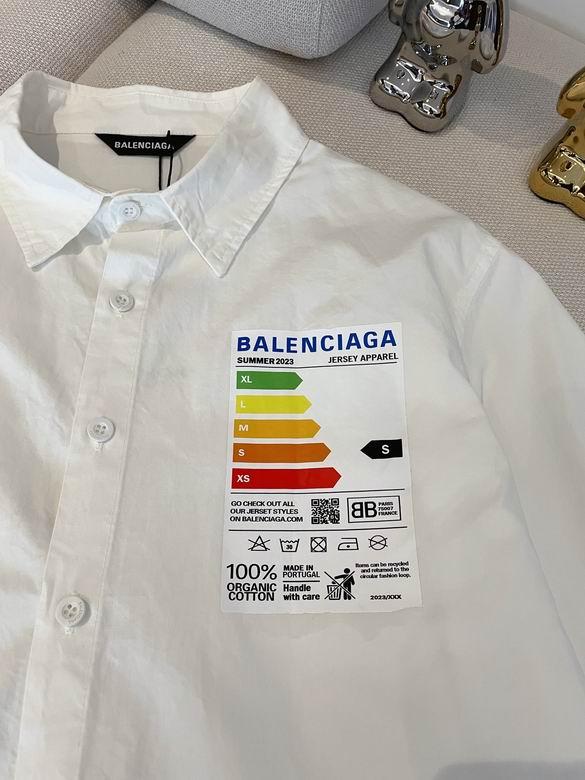 BALENCIAGA
BALENCIAGA
SUMMER 2023 JERSEY APPAREL
XL
L
M
S
S
XS
GO CHECK OUT ALL
OUR JERSET STYLES
ON BALENCIAGA.COM
BB
PARIS
75007
FRANCE
30
100%
ORGANIC
COTTON
MADE IN
PORTUGAL
Handle
with care
Items can be recycled
and returned to the
circular fashion loop.
2023/XXX